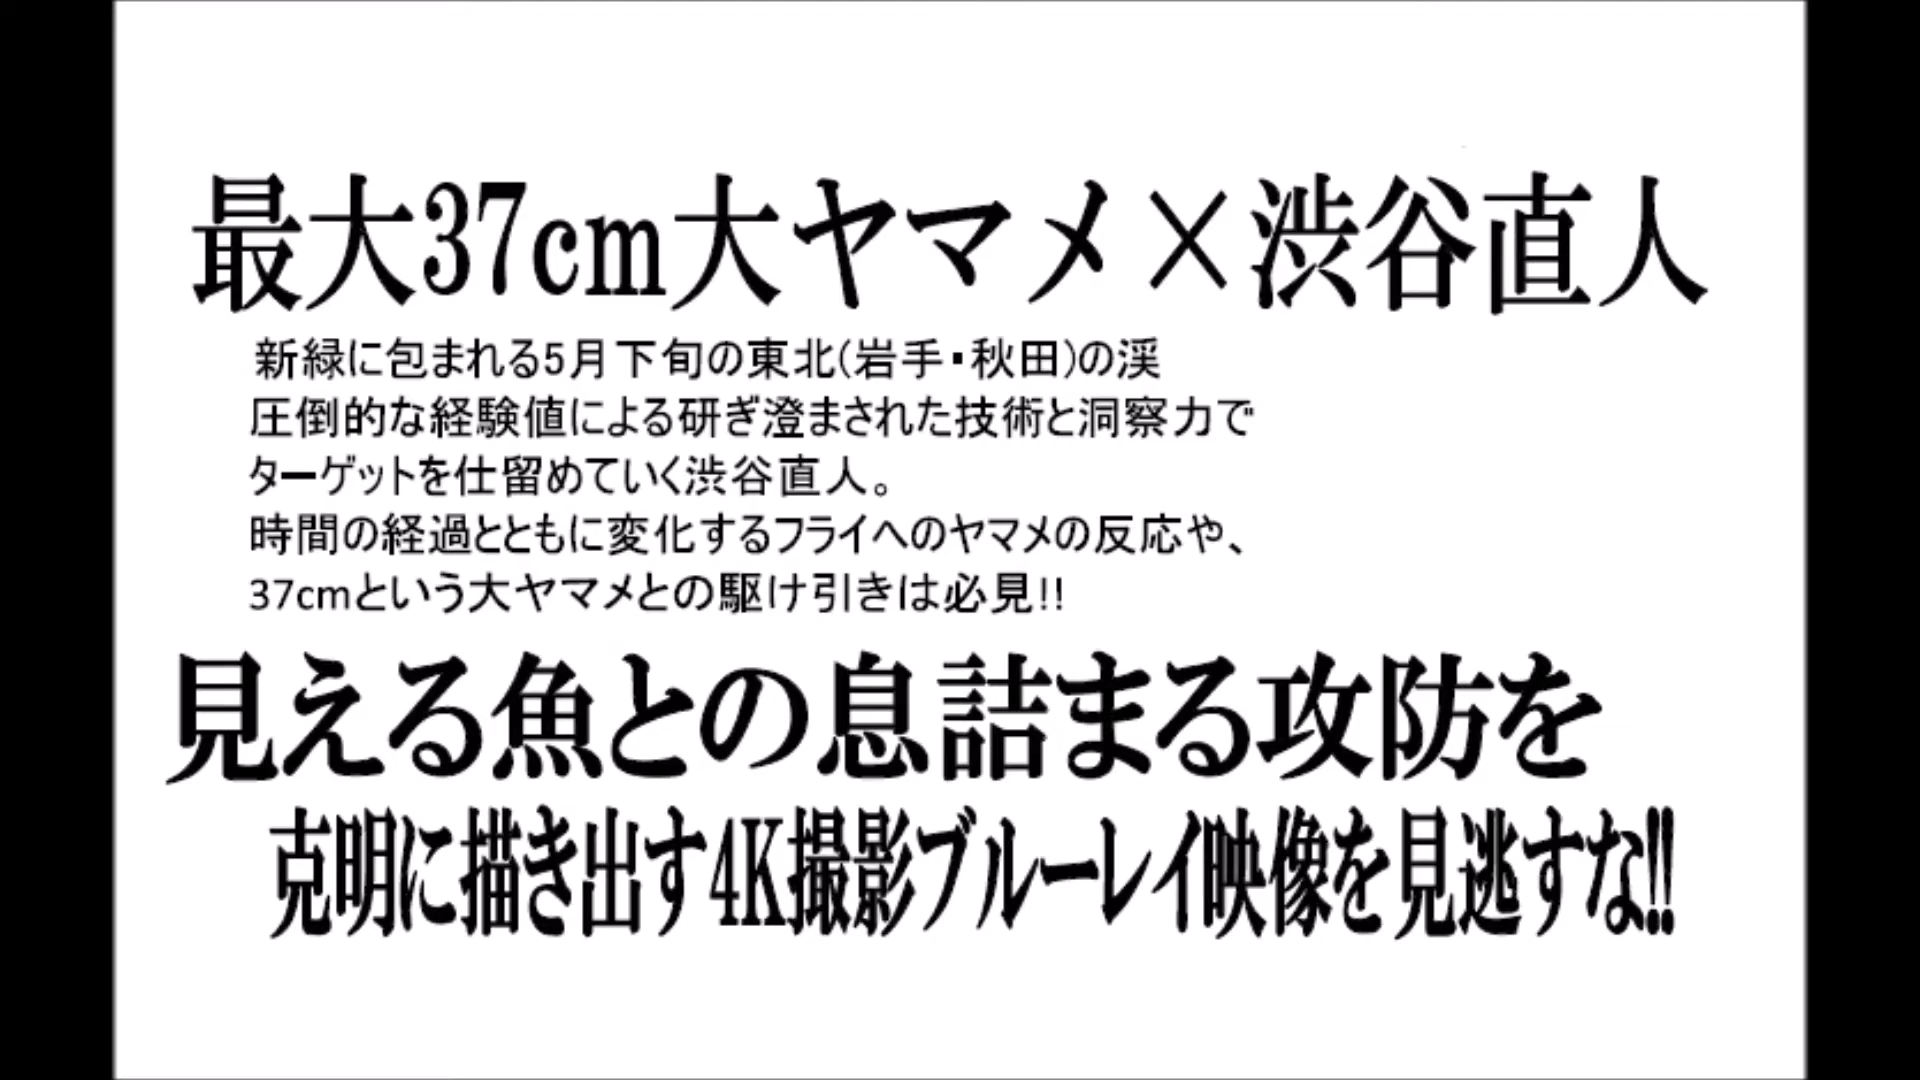 最大37cm大ヤマメ×渋谷直人
新緑に包まれる5月下旬の東北(岩手・秋田)の渓
圧倒的な経験値による研ぎ澄まされた技術と洞察力で
ターゲットを仕留めていく渋谷直人。
時間の経過とともに変化するフライへのヤマメの反応や、
37cmという大ヤマメとの駆け引きは必見!!
見える魚との息詰まる攻防を
克明に描き出す4K撮影ブルーレイ映像を見逃すな!!